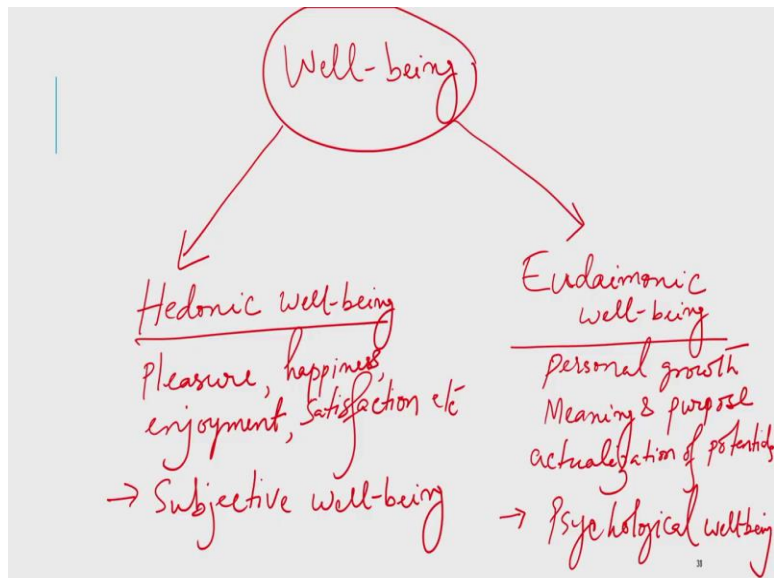 Well-being
Hedonic well-being
Pleasure, happiness,
enjoyment, Satisfaction etc
→ Subjective well-being
Eudaimonic
well-being
personal growth
Meaning & purpose
actualization of potentials
→ Psychological wellbeing